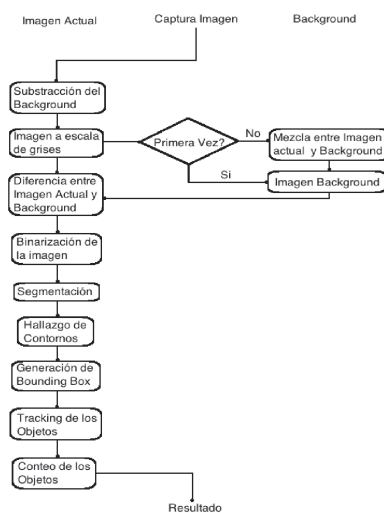 Imagen Actual
Captura Imagen
Background
Substracción del
Background
Imagen a escala
de grises
Primera Vez?
No
Mezcla entre Imagen
actual y Background
Si
Imagen Background
Diferencia entre
Imagen Actual y
Background
Binarización de
la imagen
Segmentación
Hallazgo de
Contornos
Generación de
Bounding Box
Tracking de los
Objetos
Conteo de los
Objetos
Resultado